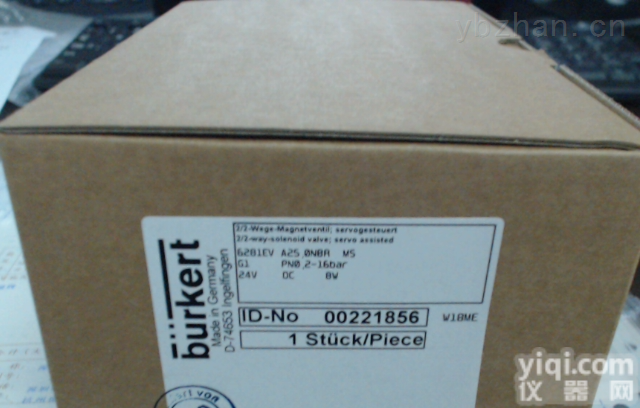 ybzhan.cn
bürkert
Made in Germany
D-74653 Ingelfingen
2/2-Wege-Magnetventil; servogesteuert
2/2-way-solenoid valve; servo assisted
6281EV A25,0NBR MS
G1 PN0,2-16bar
24V DC 8W
ID-No 00221856 W18ME
1 Stück/Piece
yiqi.com
仪器网